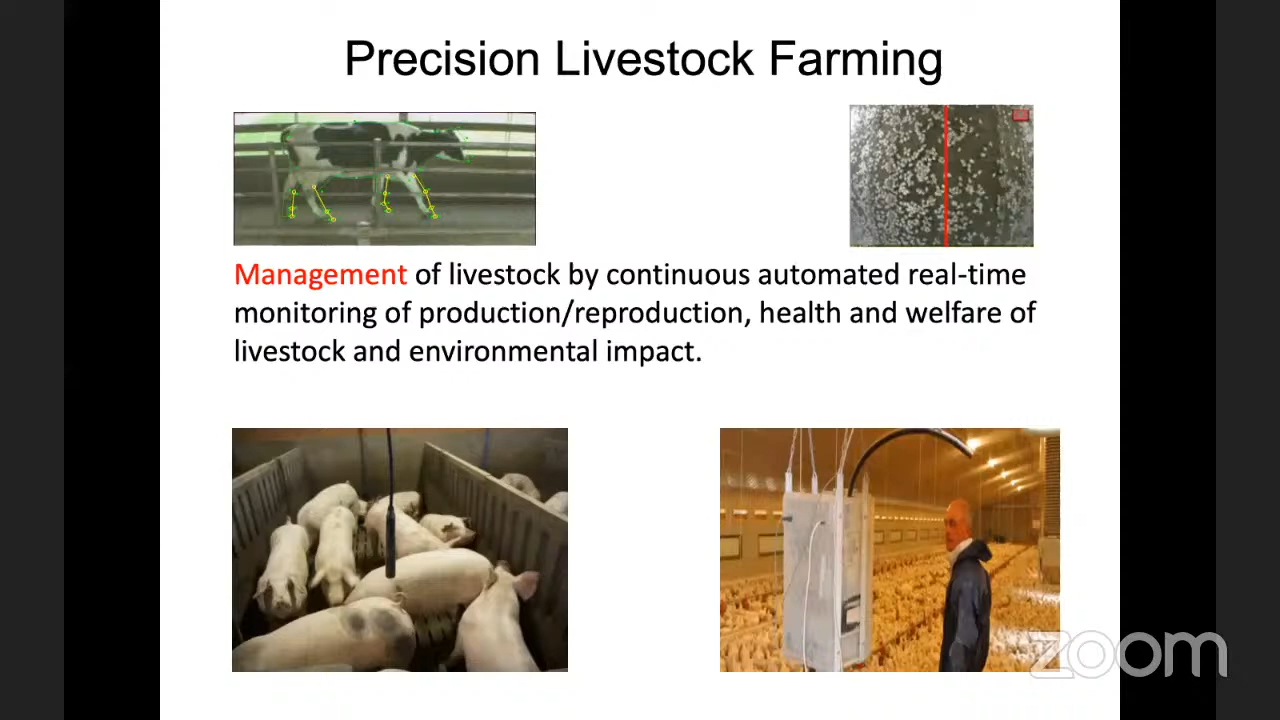 Precision Livestock Farming
Management of livestock by continuous automated real-time
monitoring of production/reproduction, health and welfare of
livestock and environmental impact.
zoom